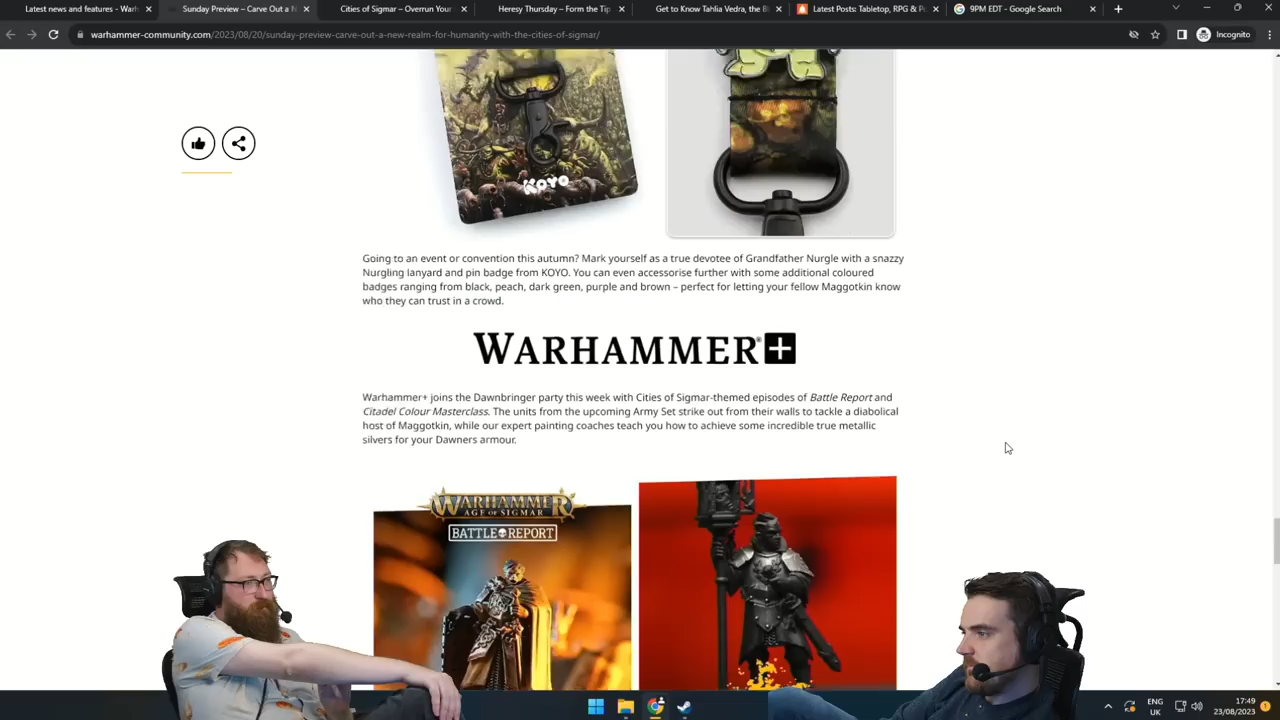 Latest news and features - Warh
Sunday Preview – Carve Out a N
Cities of Sigmar – Overrun Your
Heresy Thursday – Form the Tip
Get to Know Tahlia Vedra, the B
Latest Posts: Tabletop, RPG & P
9PM EDT - Google Search
warhammer-community.com/2023/08/20/sunday-preview-carve-out-a-new-realm-for-humanity-with-the-cities-of-sigmar/
Incognito
KOYO
Going to an event or convention this autumn? Mark yourself as a true devotee of Grandfather Nurgle with a snazzy
Nurgling lanyard and pin badge from KOYO. You can even accessorise further with some additional coloured
badges ranging from black, peach, dark green, purple and brown – perfect for letting your fellow Maggotkin know
who they can trust in a crowd.
WARHAMMER+
Warhammer+ joins the Dawnbringer party this week with Cities of Sigmar-themed episodes of Battle Report and
Citadel Colour Masterclass. The units from the upcoming Army Set strike out from their walls to tackle a diabolical
host of Maggotkin, while our expert painting coaches teach you how to achieve some incredible true metallic
silvers for your Dawners armour.
WARHAMMER
AGE OF SIGMAR
BATTLE REPORT
ENG
UK
17:49
23/08/2023